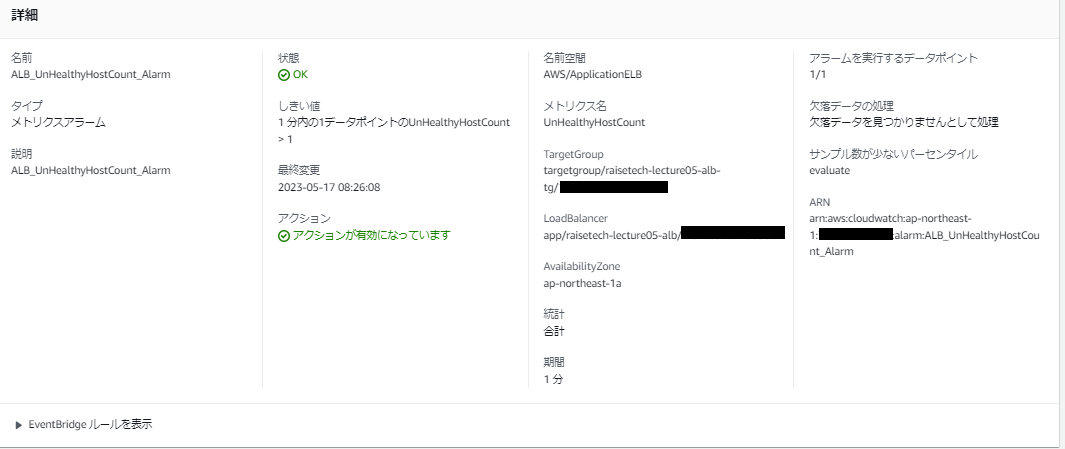 詳細
名前
ALB_UnHealthyHostCount_Alarm
タイプ
メトリクスアラーム
説明
ALB_UnHealthyHostCount_Alarm
状態
OK
しきい値
1 分内の1データポイントのUnHealthyHostCount
> 1
最終変更
2023-05-17 08:26:08
アクション
アクションが有効になっています
名前空間
AWS/ApplicationELB
メトリクス名
UnHealthyHostCount
TargetGroup
targetgroup/raisetech-lecture05-alb-
tg/
LoadBalancer
app/raisetech-lecture05-alb/
AvailabilityZone
ap-northeast-1a
統計
合計
期間
1 分
アラームを実行するデータポイント
1/1
欠落データの処理
欠落データを見つかりませんとして処理
サンプル数が少ないパーセンタイル
evaluate
ARN
arn:aws:cloudwatch:ap-northeast-
1: :alarm:ALB_UnHealthyHostCou
nt_Alarm
EventBridge ルールを表示